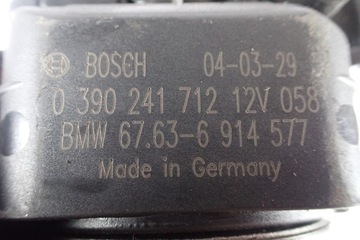 BOSCH 04-03-29
0 390 241 712 12V 058
BMW 67.63-6 914 577
Made in Germany